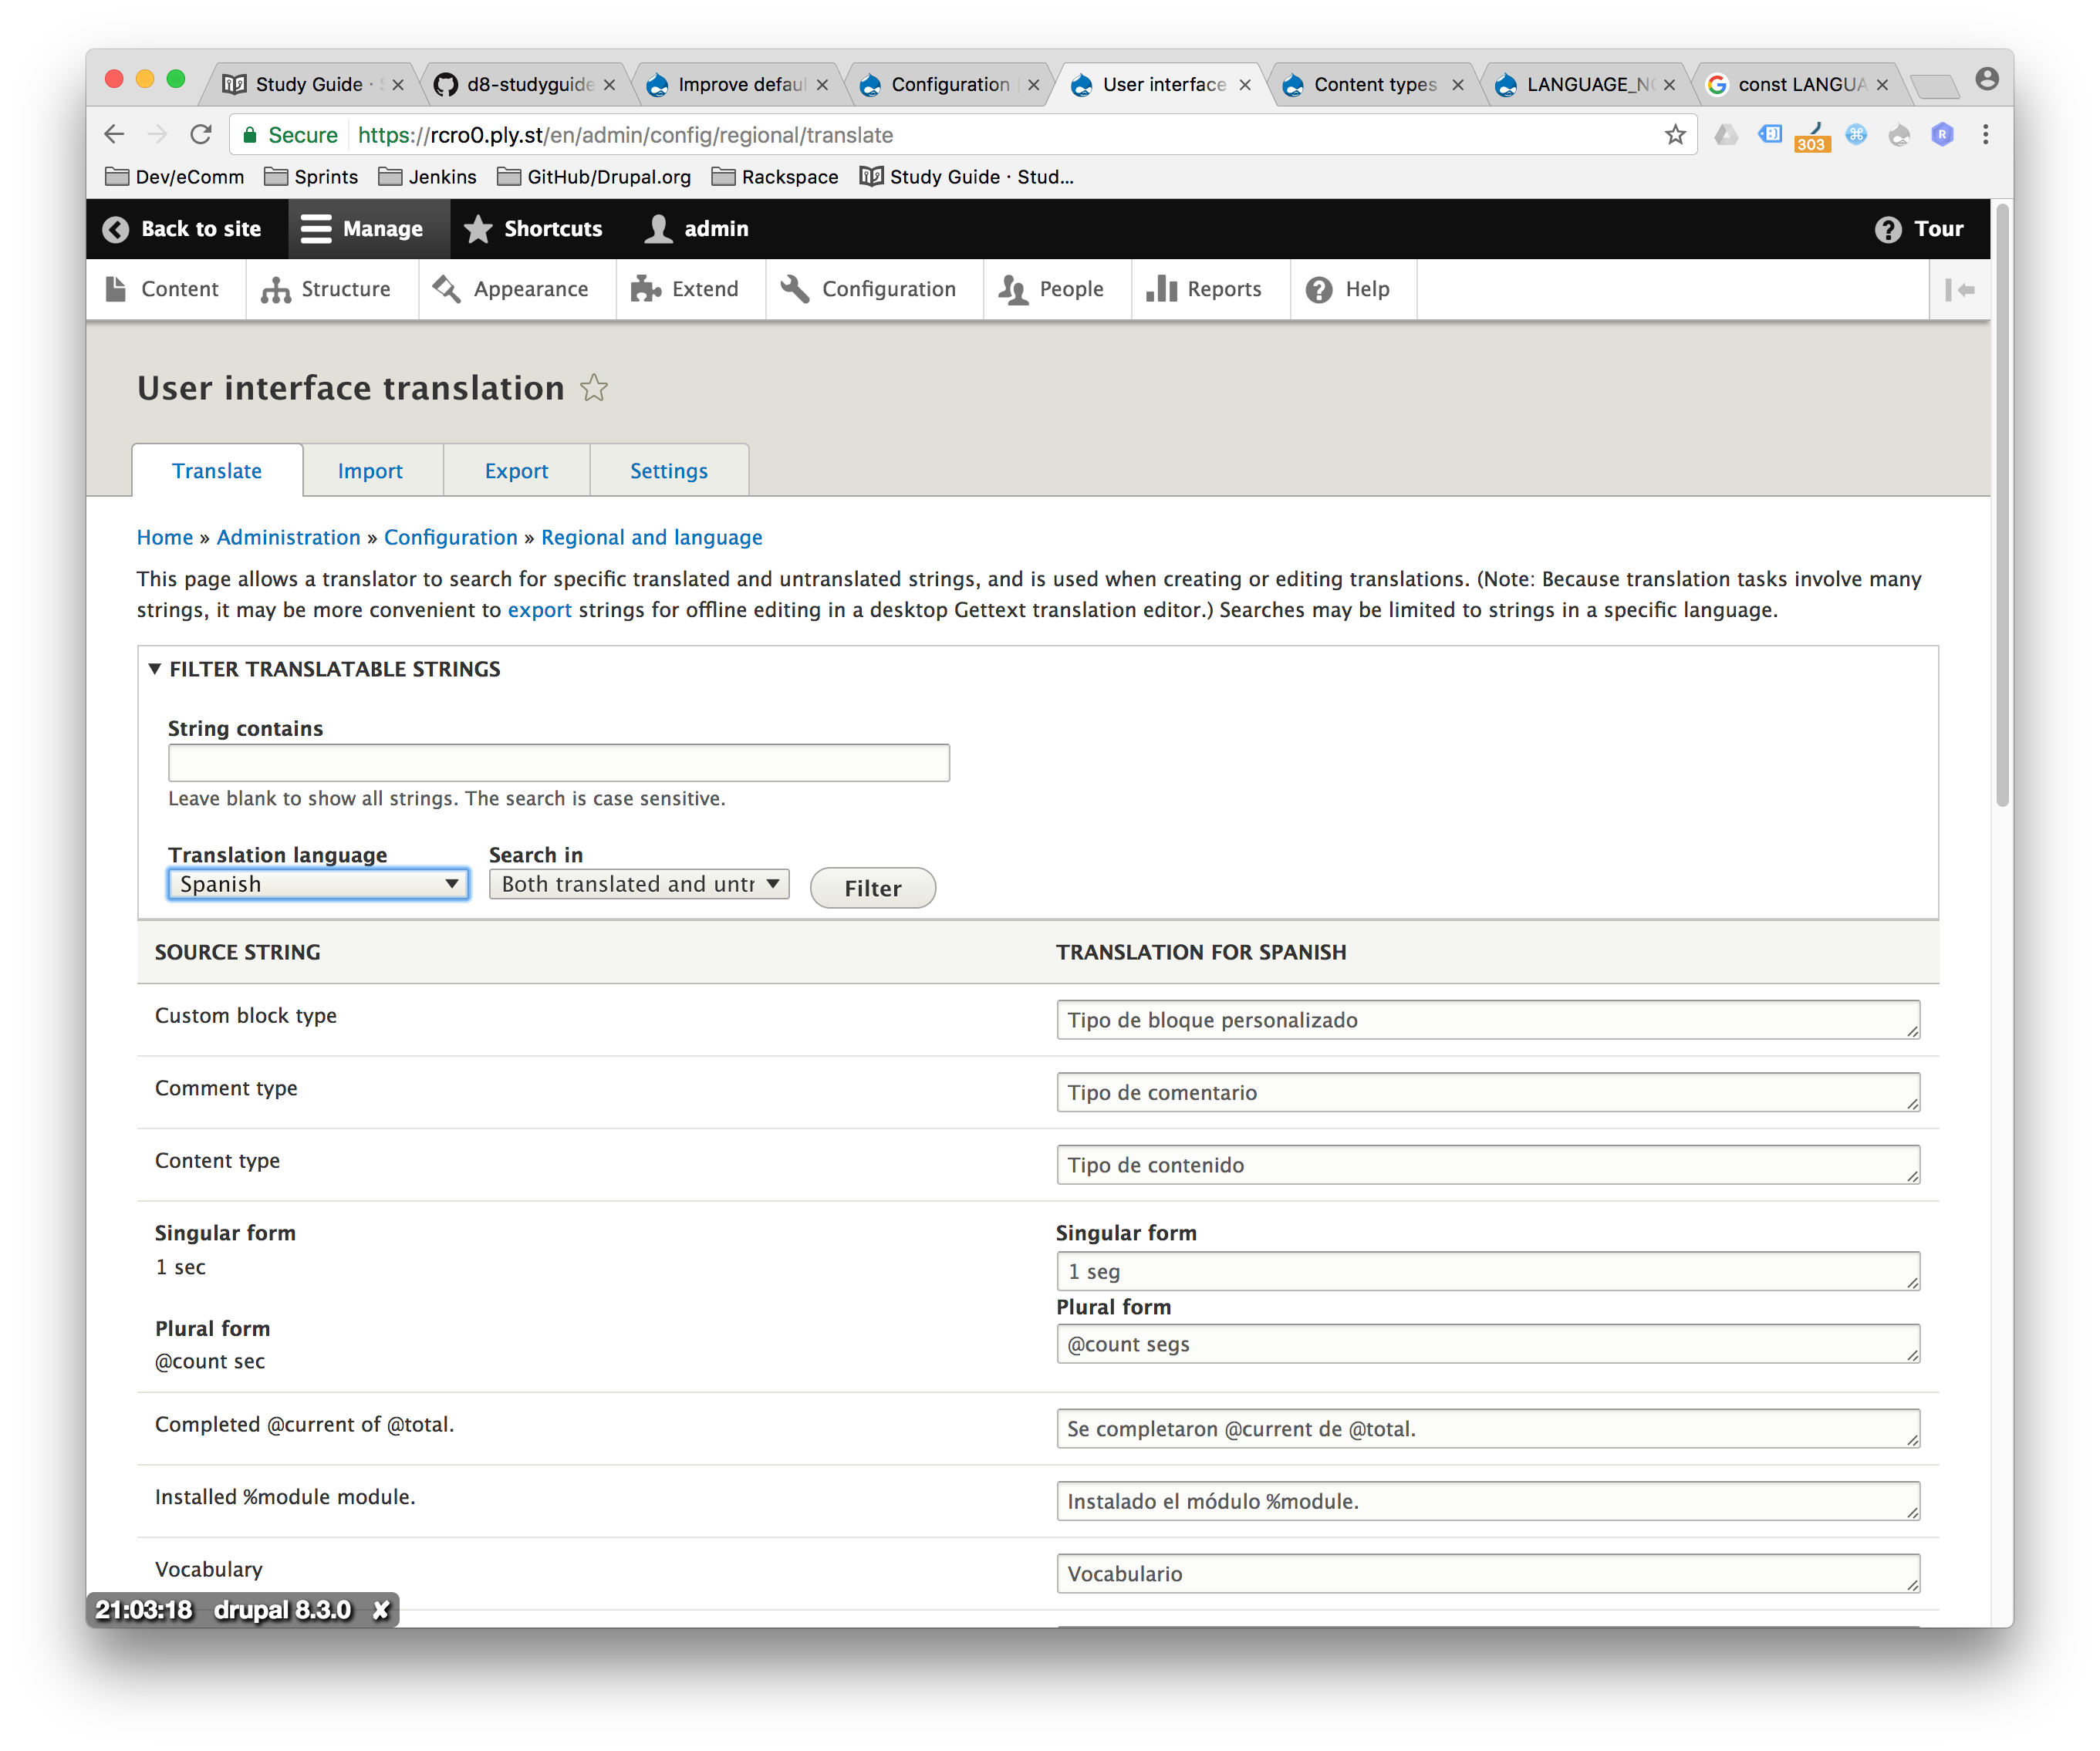 Study Guide ·
d8-studyguide
Improve defau
Configuration
User interface
Content types
LANGUAGE_N
const LANGUA
Secure https://rcro0.ply.st/en/admin/config/regional/translate
303
R
Dev/eComm Sprints Jenkins GitHub/Drupal.org Rackspace Study Guide · Stud...
Back to site Manage Shortcuts admin Tour
Content Structure Appearance Extend Configuration People Reports Help
User interface translation
Translate Import Export Settings
Home » Administration » Configuration » Regional and language
This page allows a translator to search for specific translated and untranslated strings, and is used when creating or editing translations. (Note: Because translation tasks involve many
strings, it may be more convenient to export strings for offline editing in a desktop Gettext translation editor.) Searches may be limited to strings in a specific language.
FILTER TRANSLATABLE STRINGS
String contains
Leave blank to show all strings. The search is case sensitive.
Translation language Search in
Spanish Both translated and untr Filter
SOURCE STRING TRANSLATION FOR SPANISH
Custom block type Tipo de bloque personalizado
Comment type Tipo de comentario
Content type Tipo de contenido
Singular form Singular form
1 sec 1 seg
Plural form Plural form
@count sec @count segs
Completed @current of @total. Se completaron @current de @total.
Installed %module module. Instalado el módulo %module.
Vocabulary Vocabulario
21:03:18 drupal 8.3.0 ✘